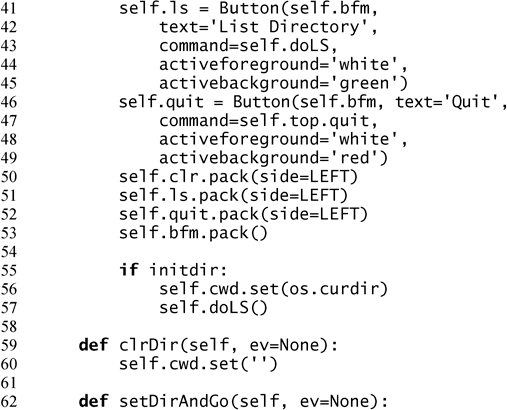 41         self.ls = Button(self.bfm,
42             text='List Directory',
43             command=self.doLS,
44             activeforeground='white',
45             activebackground='green')
46         self.quit = Button(self.bfm, text='Quit',
47             command=self.top.quit,
48             activeforeground='white',
49             activebackground='red')
50         self.clr.pack(side=LEFT)
51         self.ls.pack(side=LEFT)
52         self.quit.pack(side=LEFT)
53         self.bfm.pack()
54
55         if initdir:
56             self.cwd.set(os.curdir)
57             self.doLS()
58
59     def clrDir(self, ev=None):
60         self.cwd.set('')
61
62     def setDirAndGo(self, ev=None):